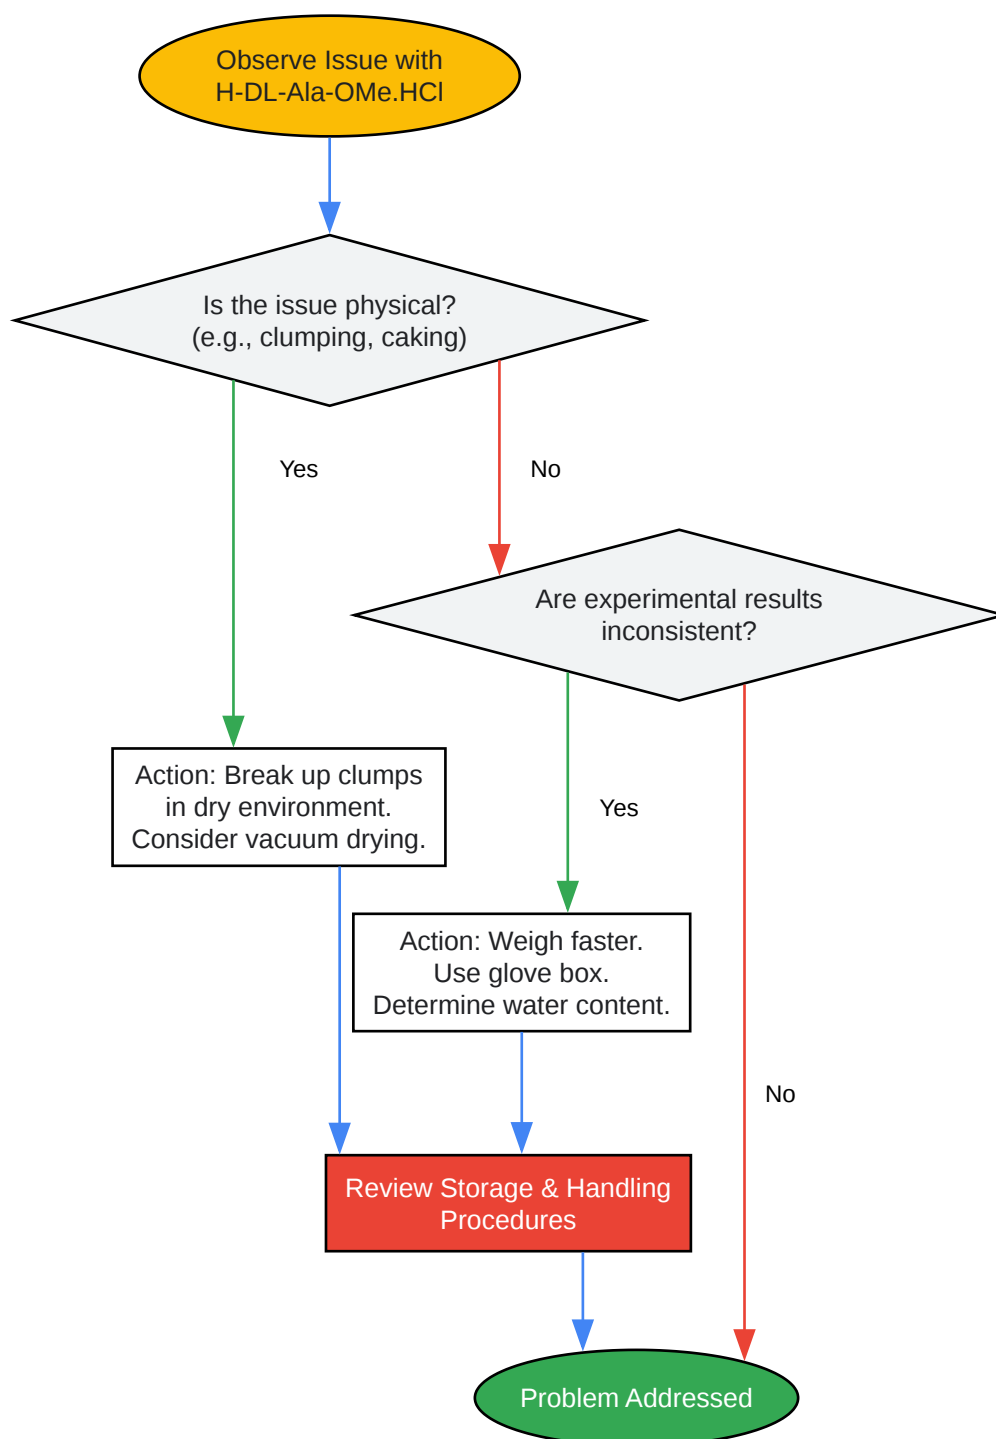 Observe Issue with
H-DL-Ala-OMe.HCl
Is the issue physical?
(e.g., clumping, caking)
Yes
No
Are experimental results
inconsistent?
Action: Break up clumps
in dry environment.
Consider vacuum drying.
Yes
Action: Weigh faster.
Use glove box.
Determine water content.
No
Review Storage & Handling
Procedures
Problem Addressed